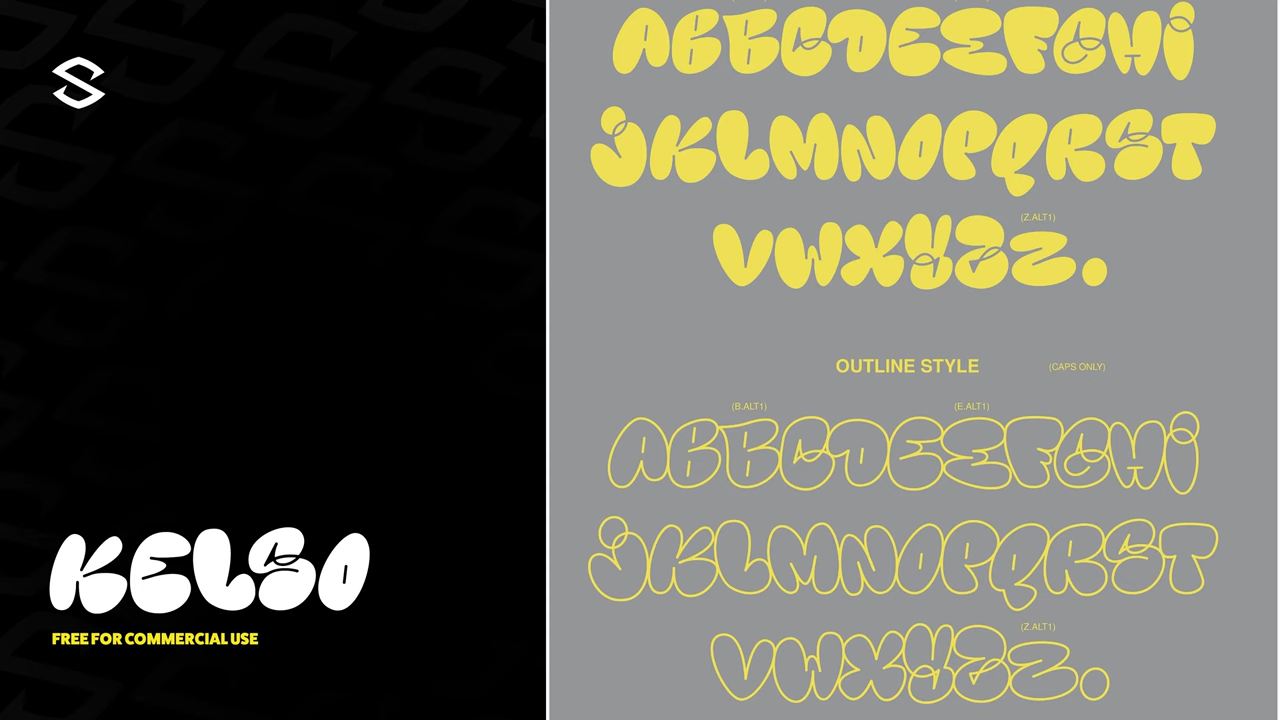 KELSO
FREE FOR COMMERCIAL USE
ABBCDEEFGHi
jKLMNOPQRST
(Z.ALT1)
VWXYZZ.
OUTLINE STYLE (CAPS ONLY)
(B.ALT1) (E.ALT1)
ABBCDEEFGHi
jKLMNOPQRST
(Z.ALT1)
VWXYZZ.